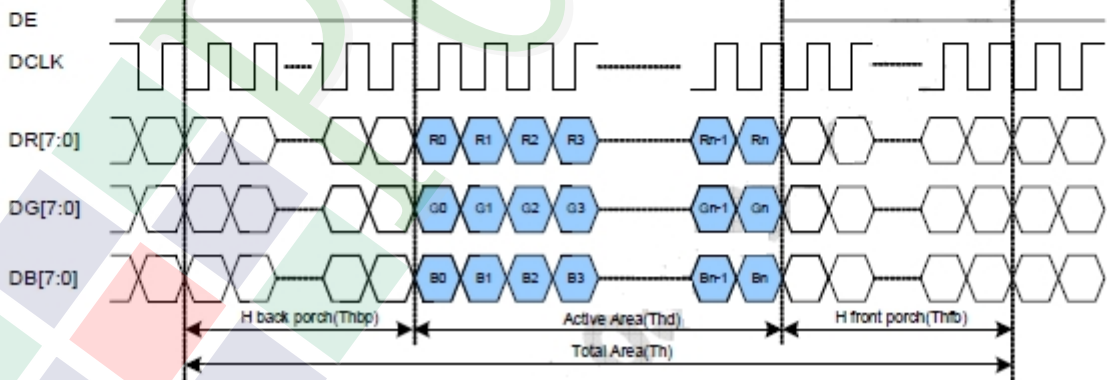 DE
DCLK
DR[7:0] R0 R1 R2 R3 Rn-1 Rn
DG[7:0] G0 G1 G2 G3 Gn-1 Gn
DB[7:0] B0 B1 B2 B3 Bn-1 Bn
H back porch(Thbp) Active Area(Thd) H front porch(Thfb)
Total Area(Th)